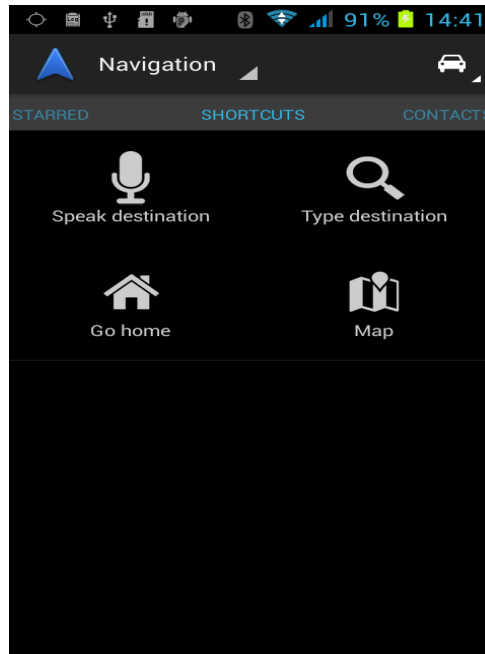 91% 14:41
Navigation
STARRED SHORTCUTS CONTACTS
Speak destination Type destination
Go home Map